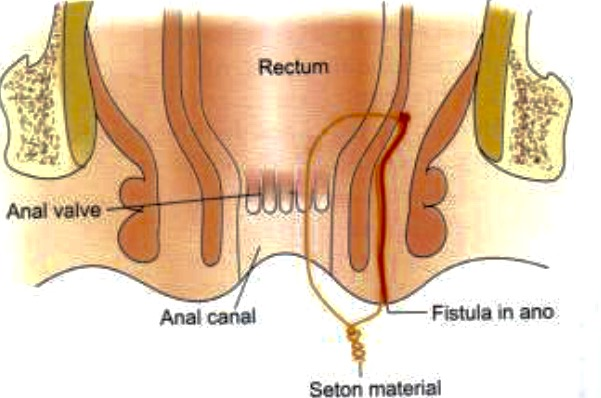 Rectum
Anal valve
Anal canal
Fistula in ano
Seton material